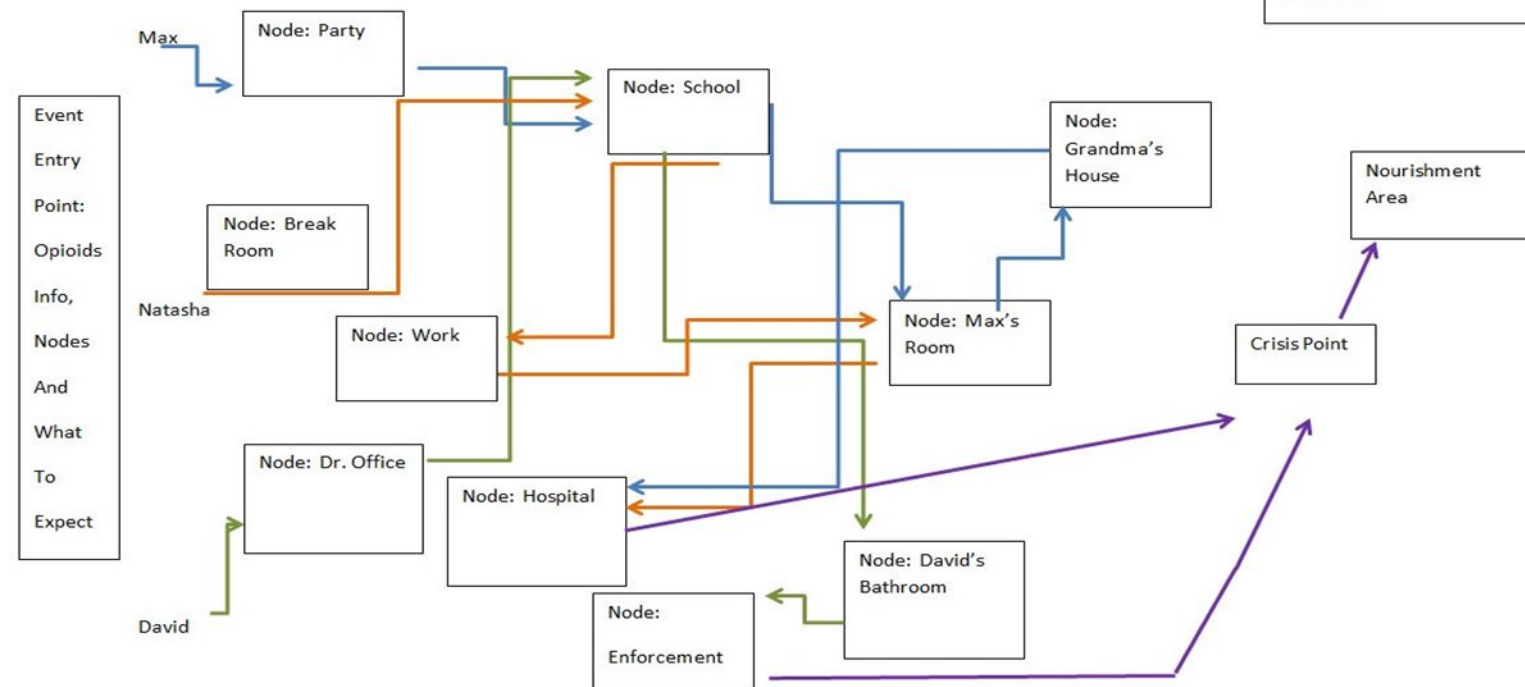 Max
Node: Party
Event
Entry
Point:
Opioids
Info,
Nodes
And
What
To
Expect
Node: School
Node:
Grandma's
House
Nourishment
Area
Node: Break
Room
Natasha
Node: Work
Node: Max's
Room
Crisis Point
Node: Dr. Office
Node: Hospital
Node: David's
Bathroom
David
Node:
Enforcement